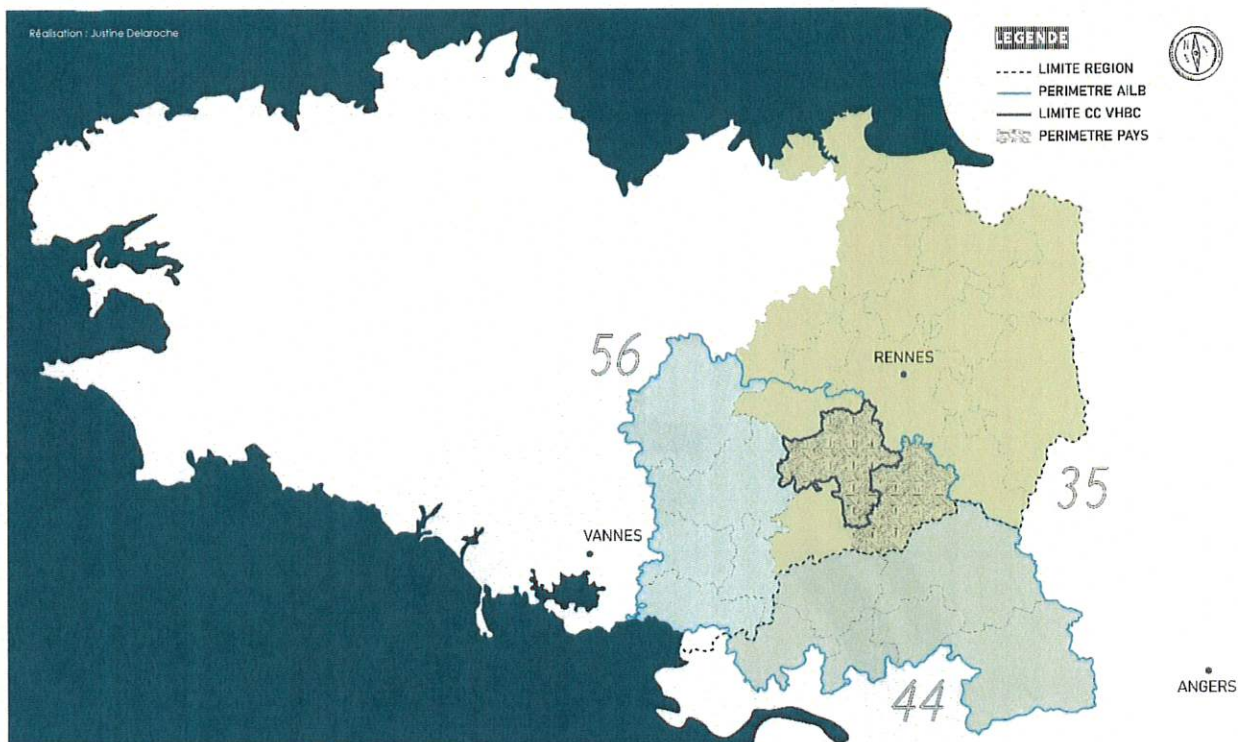 Réalisation : Justine Delaroche
LEGENDE
LIMITE REGION
PERIMETRE AILB
LIMITE CC VHBC
PERIMETRE PAYS
N
56
RENNES
35
VANNES
44
ANGERS